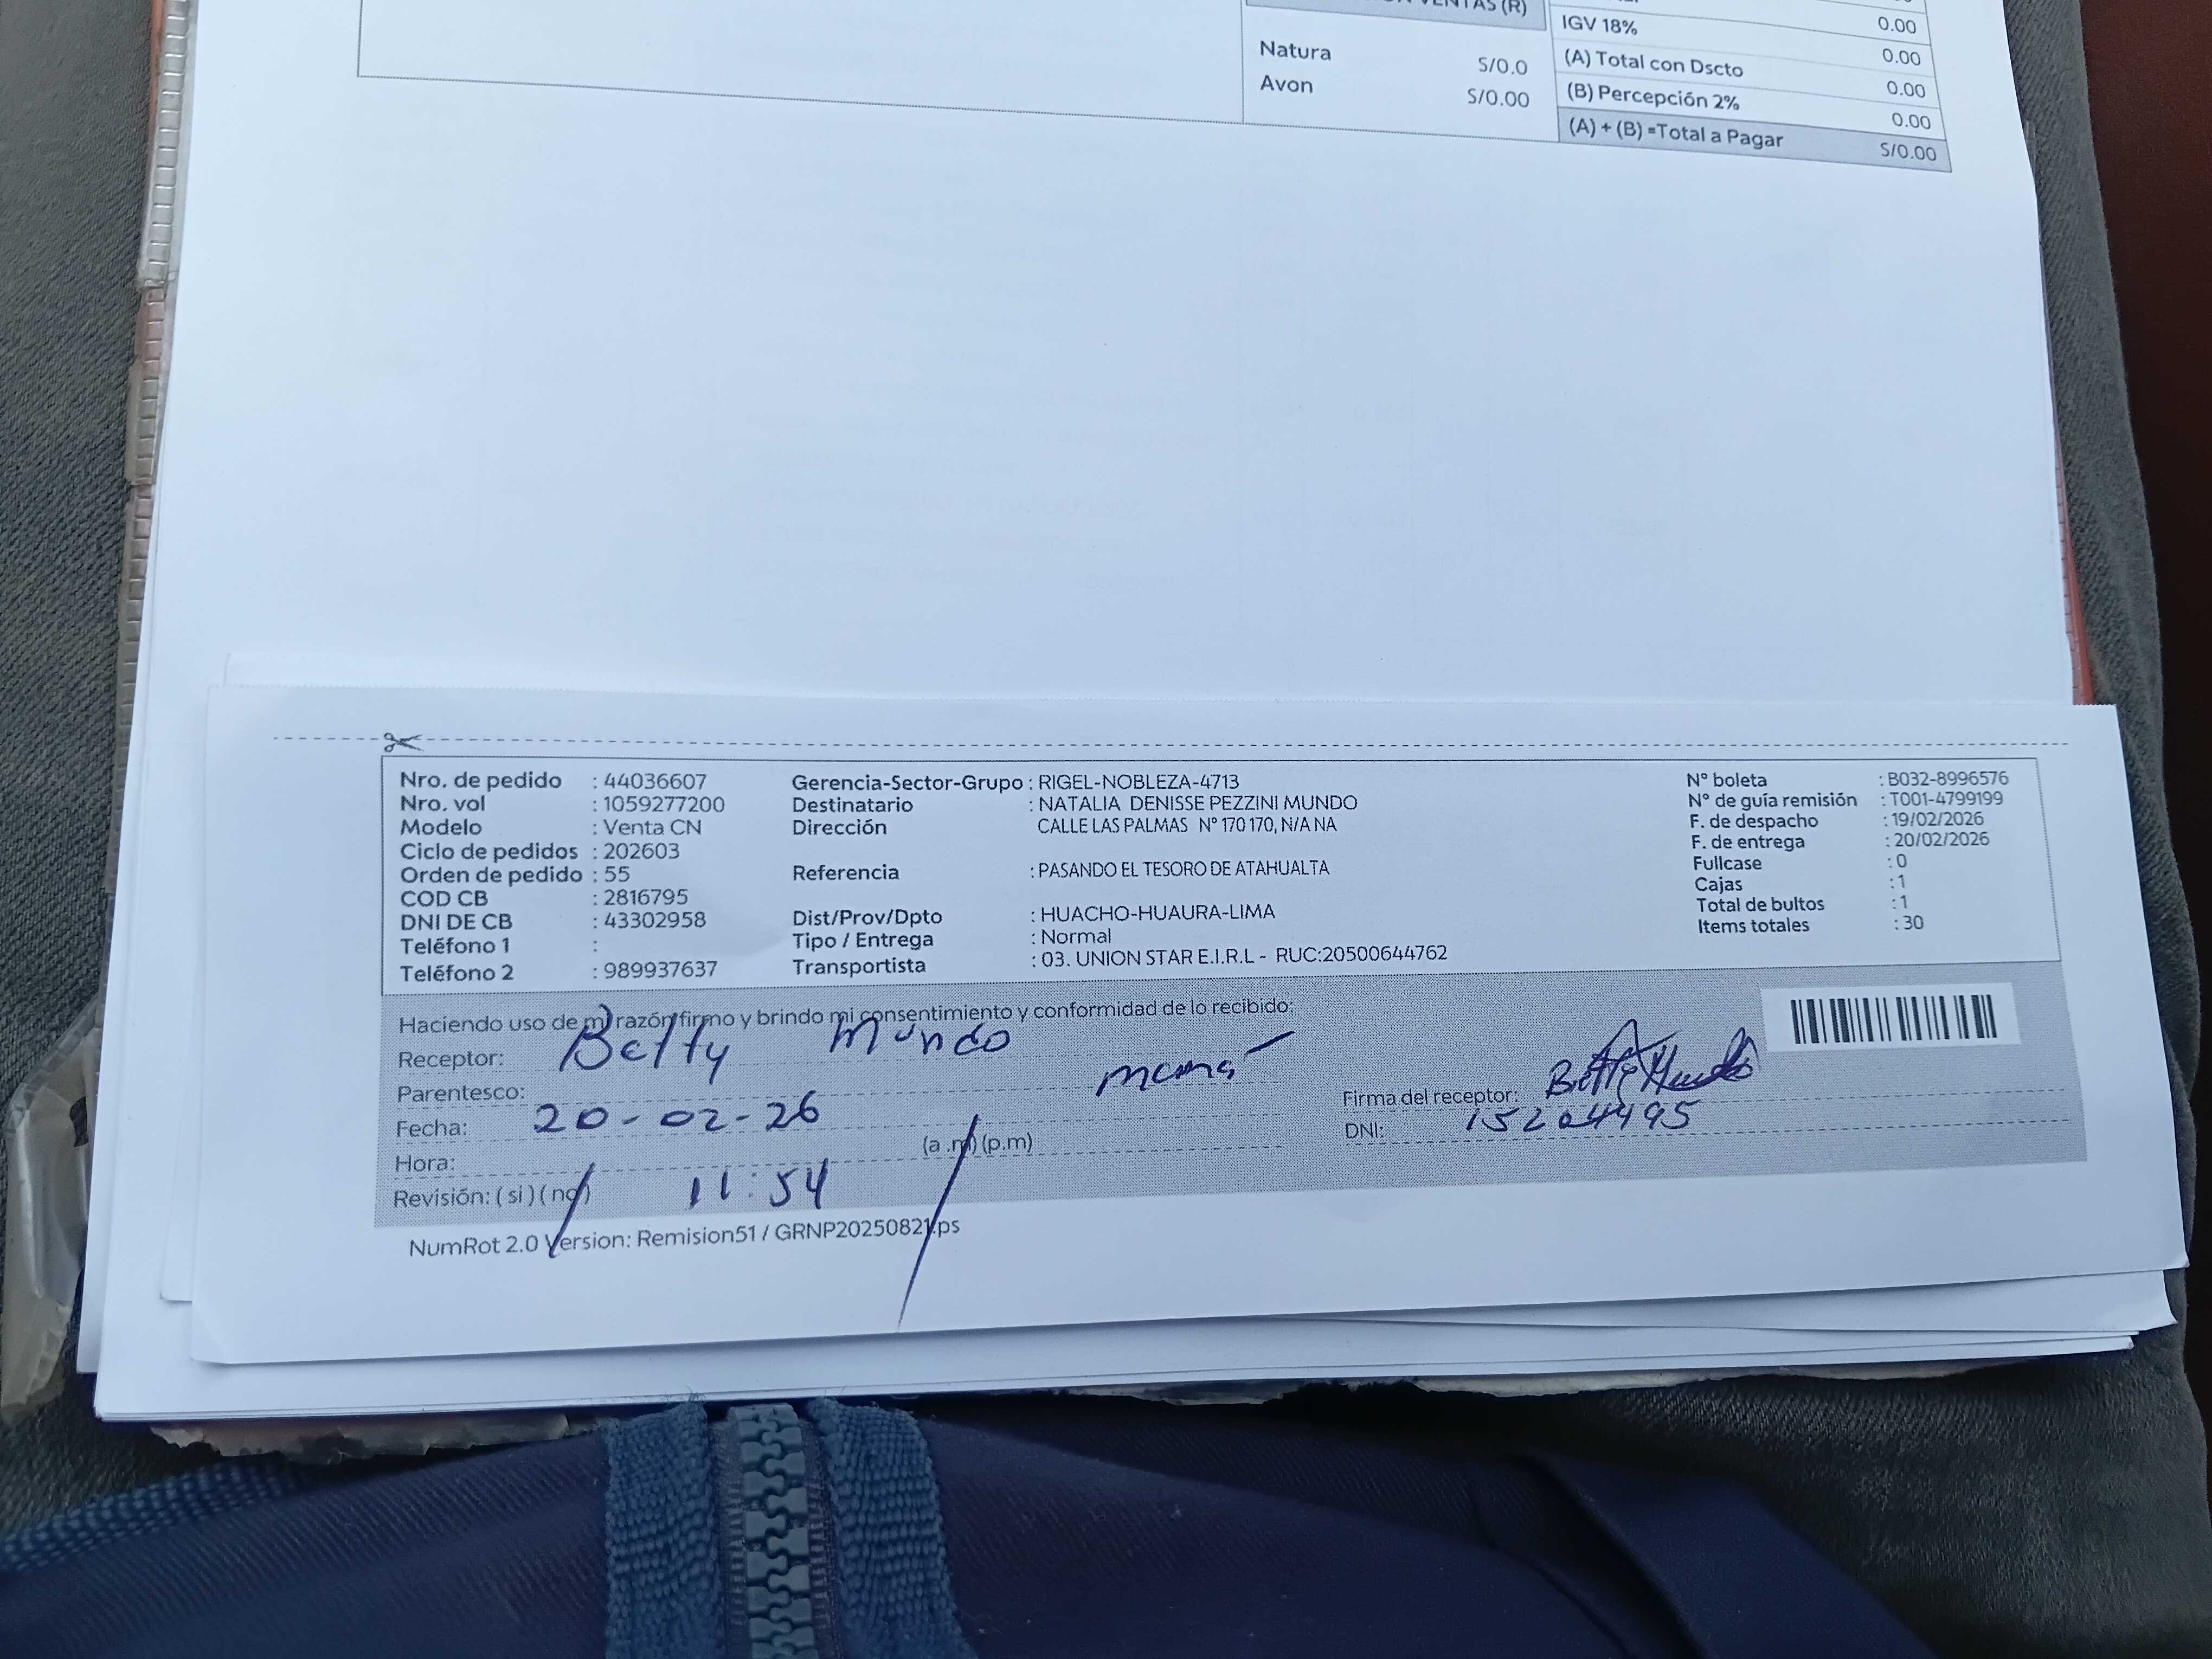 VENTAS (R)
IGV 18% 0.00
Natura S/0.0
(A) Total con Dscto 0.00
Avon S/0.00
(B) Percepción 2% 0.00
0.00
(A) + (B) =Total a Pagar S/0.00
Nro. de pedido : 44036607
Nro. vol : 1059277200
Modelo : Venta CN
Ciclo de pedidos : 202603
Orden de pedido : 55
COD CB : 2816795
DNI DE CB : 43302958
Teléfono 1 :
Teléfono 2 : 989937637
Gerencia-Sector-Grupo : RIGEL-NOBLEZA-4713
Destinatario : NATALIA DENISSE PEZZINI MUNDO
Dirección CALLE LAS PALMAS Nº 170 170, N/A NA
Referencia : PASANDO EL TESORO DE ATAHUALTA
Dist/Prov/Dpto : HUACHO-HUAURA-LIMA
Tipo / Entrega : Normal
Transportista : 03. UNION STAR E.I.R.L - RUC:20500644762
Nº boleta : B032-8996576
Nº de guía remisión : T001-4799199
F. de despacho : 19/02/2026
F. de entrega : 20/02/2026
Fullcase : 0
Cajas : 1
Total de bultos : 1
Items totales : 30
Haciendo uso de mi razón firmo y brindo mi consentimiento y conformidad de lo recibido:
Receptor: Betty Mundo
Parentesco: mamá
Fecha: 20-02-26
Hora: (a.m) (p.m)
Revisión: ( si ) ( no ) 11:54
Firma del receptor: Betty Mundo
DNI: 15204495
NumRot 2.0 Version: Remision51 / GRNP20250821.ps